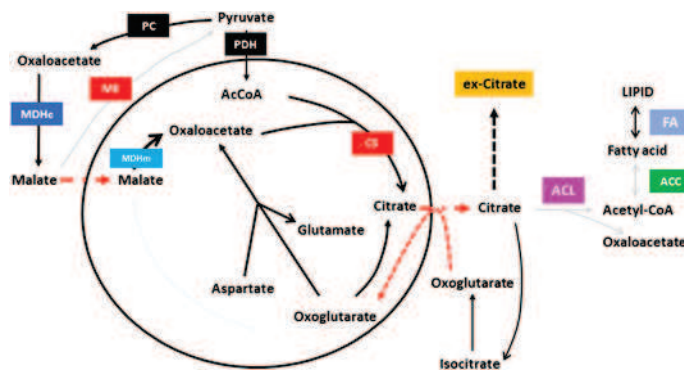 Pyruvate
PC
PDH
Oxaloacetate
ME
MDHc
AcCoA
ex-Citrate
LIPID
FA
Oxaloacetate
CS
Fatty acid
MDHm
Malate
Malate
Citrate
Citrate
ACL
ACC
Acetyl-CoA
Glutamate
Oxaloacetate
Aspartate
Oxoglutarate
Oxoglutarate
Isocitrate